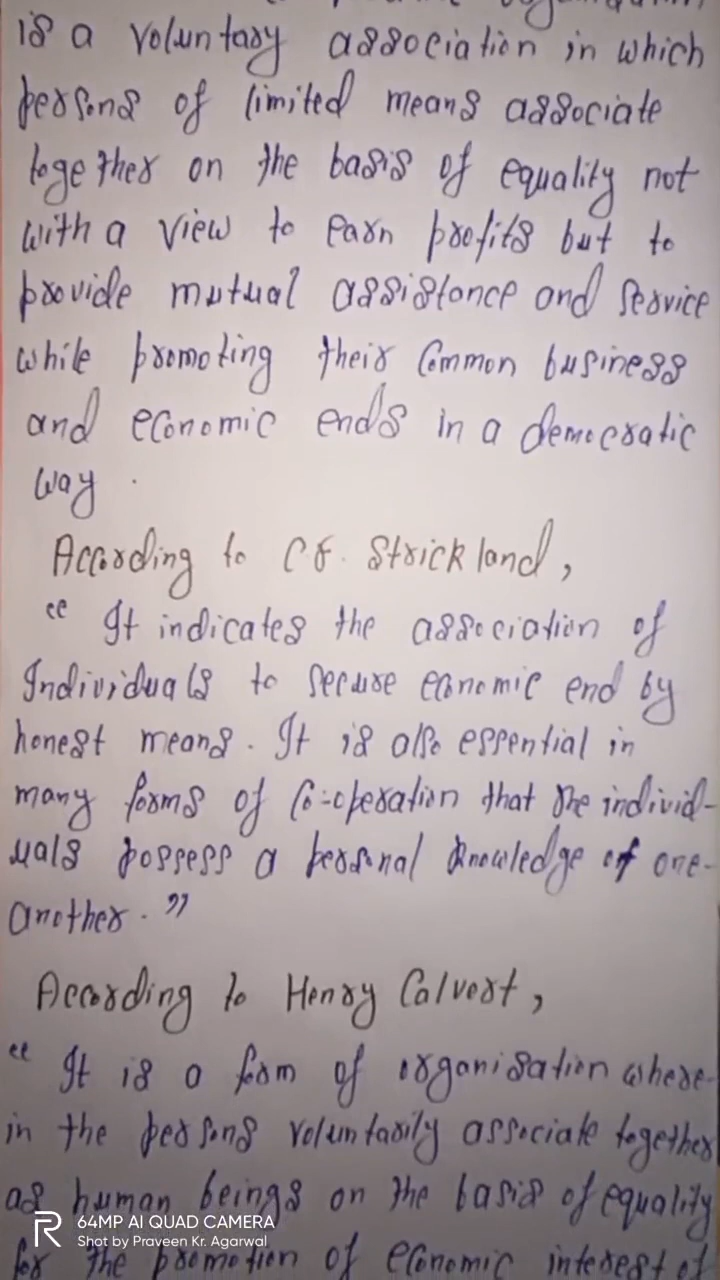 is a voluntary association in which
persons of limited means associate
together on the basis of equality not
with a view to earn profits but to
provide mutual assistance and service
while promoting their Common business
and economic ends in a democratic
way.
According to C F. Strickland,
"It indicates the association of
Individuals to secure economic end by
honest means. It is also essential in
many forms of Co-operation that the individ-
uals possess a personal knowledge of one-
another."
According to Henry Calvert,
"It is a form of organisation where-
in the persons voluntarily associate together
as human beings on the basis of equality
for the promotion of economic interest of
64MP AI QUAD CAMERA
Shot by Praveen Kr. Agarwal